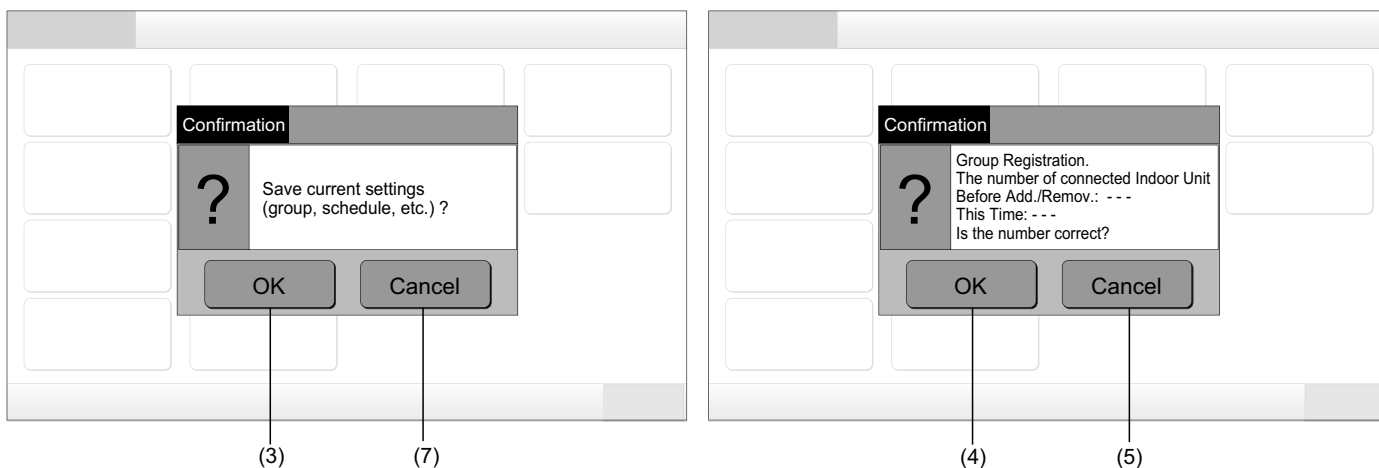 Confirmation
?
Save current settings
(group, schedule, etc.) ?
OK
Cancel
(3)
(7)
Confirmation
?
Group Registration.
The number of connected Indoor Unit
Before Add./Remov.: - - -
This Time: - - -
Is the number correct?
OK
Cancel
(4)
(5)